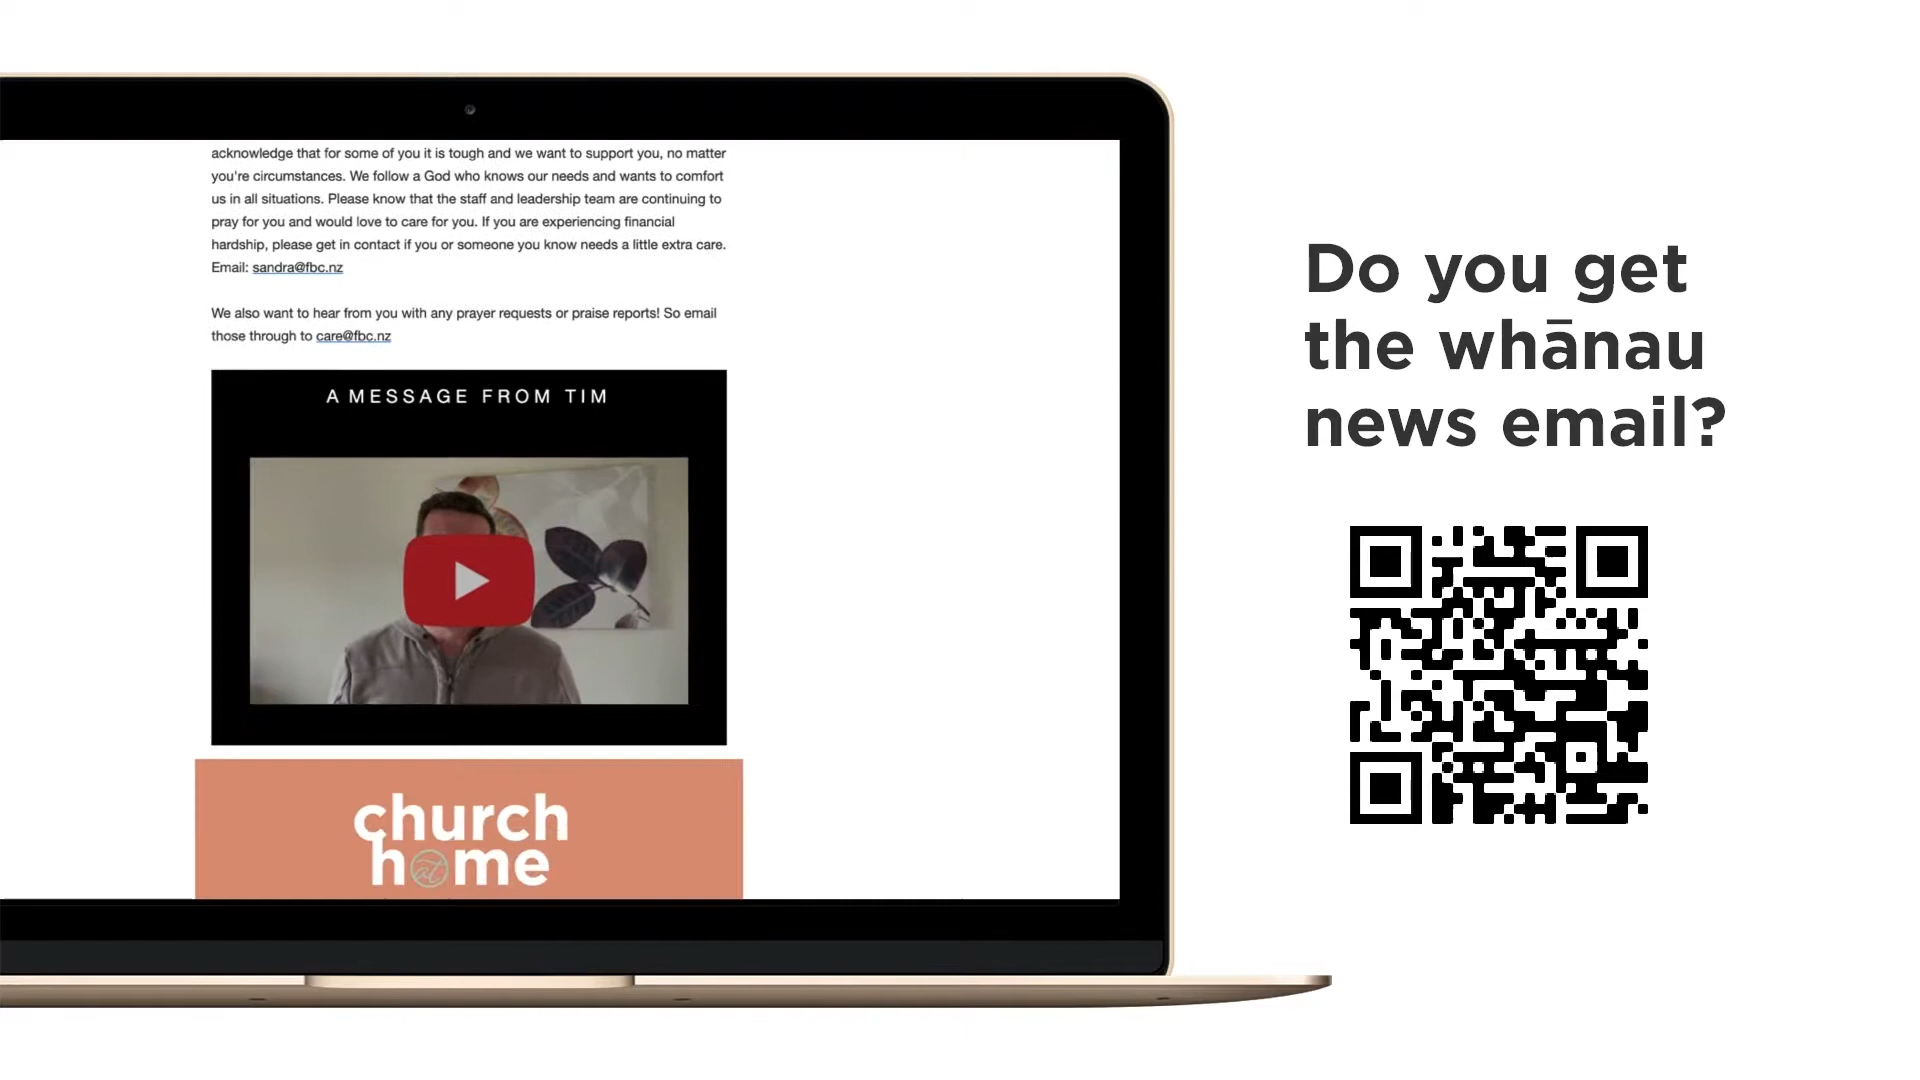 acknowledge that for some of you it is tough and we want to support you, no matter
you're circumstances. We follow a God who knows our needs and wants to comfort
us in all situations. Please know that the staff and leadership team are continuing to
pray for you and would love to care for you. If you are experiencing financial
hardship, please get in contact if you or someone you know needs a little extra care.
Email: sandra@fbc.nz
We also want to hear from you with any prayer requests or praise reports! So email
those through to care@fbc.nz
A MESSAGE FROM TIM
church
at
home
Do you get
the whānau
news email?